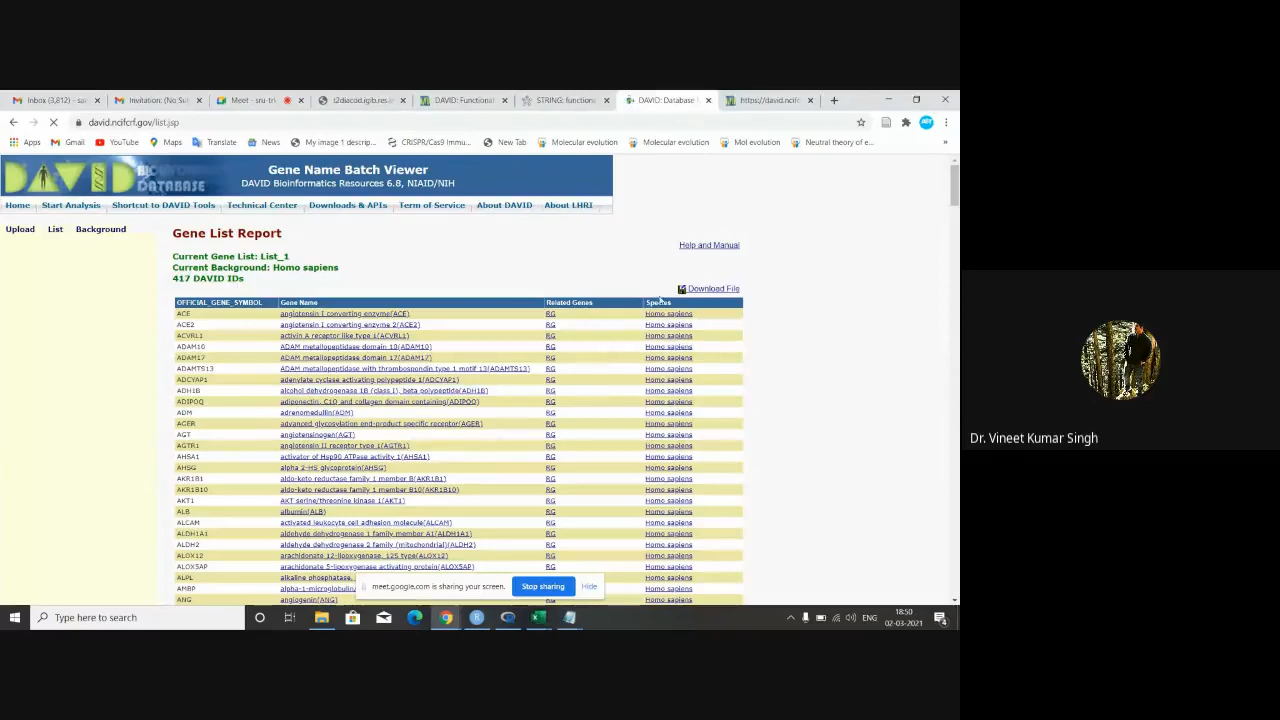 Inbox (3,812) - sar
Invitation: (No Sub
Meet - sru-tri
t2diacod.igib.res.in
DAVID: Functional
STRING: function
DAVID: Database
https://david.ncifc
david.ncifcrf.gov/list.jsp
Apps
Gmail
YouTube
Maps
Translate
News
My image 1 descrip...
CRISPR/Cas9 Immu...
New Tab
Molecular evolution
Molecular evolution
Mol evolution
Neutral theory of e...
DAVID
DATABASE
Gene Name Batch Viewer
DAVID Bioinformatics Resources 6.8, NIAID/NIH
Home Start Analysis Shortcut to DAVID Tools Technical Center Downloads & APIs Term of Service About DAVID About LHRI
Upload List Background
Gene List Report
Help and Manual
Current Gene List: List_1
Current Background: Homo sapiens
417 DAVID IDs
Download File
OFFICIAL_GENE_SYMBOL Gene Name Related Genes Species
ACE angiotensin I converting enzyme(ACE) RG Homo sapiens
ACE2 angiotensin I converting enzyme 2(ACE2) RG Homo sapiens
ACVRL1 activin A receptor like type 1(ACVRL1) RG Homo sapiens
ADAM10 ADAM metallopeptidase domain 10(ADAM10) RG Homo sapiens
ADAM17 ADAM metallopeptidase domain 17(ADAM17) RG Homo sapiens
ADAMTS13 ADAM metallopeptidase with thrombospondin type 1 motif 13(ADAMTS13) RG Homo sapiens
ADCYAP1 adenylate cyclase activating polypeptide 1(ADCYAP1) RG Homo sapiens
ADH1B alcohol dehydrogenase 1B (class I), beta polypeptide(ADH1B) RG Homo sapiens
ADIPOQ adiponectin, C1Q and collagen domain containing(ADIPOQ) RG Homo sapiens
ADM adrenomedullin(ADM) RG Homo sapiens
AGER advanced glycosylation end-product specific receptor(AGER) RG Homo sapiens
AGT angiotensinogen(AGT) RG Homo sapiens
AGTR1 angiotensin II receptor type 1(AGTR1) RG Homo sapiens
AHSA1 activator of Hsp90 ATPase activity 1(AHSA1) RG Homo sapiens
AHSG alpha 2-HS glycoprotein(AHSG) RG Homo sapiens
AKR1B1 aldo-keto reductase family 1 member B(AKR1B1) RG Homo sapiens
AKR1B10 aldo-keto reductase family 1 member B10(AKR1B10) RG Homo sapiens
AKT1 AKT serine/threonine kinase 1(AKT1) RG Homo sapiens
ALB albumin(ALB) RG Homo sapiens
ALCAM activated leukocyte cell adhesion molecule(ALCAM) RG Homo sapiens
ALDH1A1 aldehyde dehydrogenase 1 family member A1(ALDH1A1) RG Homo sapiens
ALDH2 aldehyde dehydrogenase 2 family (mitochondrial)(ALDH2) RG Homo sapiens
ALOX12 arachidonate 12-lipoxygenase, 12S type(ALOX12) RG Homo sapiens
ALOX5AP arachidonate 5-lipoxygenase activating protein(ALOX5AP) RG Homo sapiens
ALPL alkaline phosphatase,
AMBP alpha-1-microglobulin/ RG Homo sapiens
ANG angiogenin(ANG) RG Homo sapiens
meet.google.com is sharing your screen. Stop sharing Hide
Dr. Vineet Kumar Singh
Type here to search
ENG
18:50
02-03-2021
4